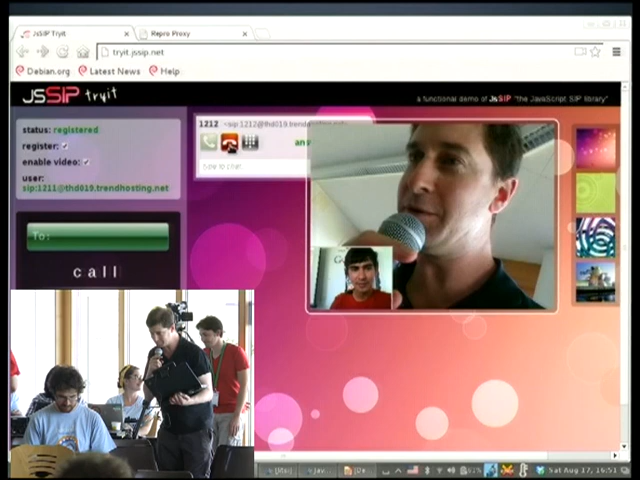 JsSIP Tryit
Repro Proxy
tryit.jssip.net
Debian.org
Latest News
Help
JSSIP tryit
a functional demo of JsSIP "the JavaScript SIP library"
status: registered
register:
enable video:
user:
sip:1211@thd019.trendhosting.net
1212
To:
call
Sat Aug 17, 16:51